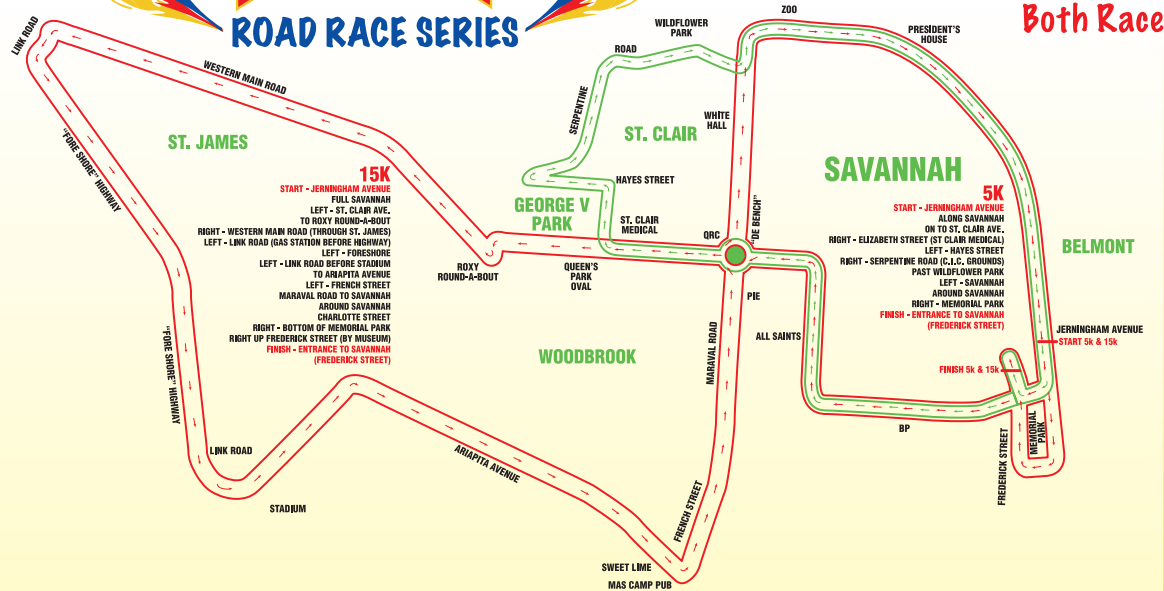 ROAD RACE SERIES
Both Race
ZOO
WILDFLOWER
PARK
PRESIDENT'S
HOUSE
LINK ROAD
WESTERN MAIN ROAD
ROAD
SERPENTINE
WHITE
HALL
ST. JAMES
ST. CLAIR
SAVANNAH
"FORE SHORE" HIGHWAY
15K
START - JERNINGHAM AVENUE
FULL SAVANNAH
LEFT - ST. CLAIR AVE.
TO ROXY ROUND-A-BOUT
RIGHT - WESTERN MAIN ROAD (THROUGH ST. JAMES)
LEFT - LINK ROAD (GAS STATION BEFORE HIGHWAY)
LEFT - FORESHORE
LEFT - LINK ROAD BEFORE STADIUM
TO ARIAPITA AVENUE
LEFT - FRENCH STREET
MARAVAL ROAD TO SAVANNAH
AROUND SAVANNAH
CHARLOTTE STREET
RIGHT - BOTTOM OF MEMORIAL PARK
RIGHT UP FREDERICK STREET (BY MUSEUM)
FINISH - ENTRANCE TO SAVANNAH
(FREDERICK STREET)
HAYES STREET
GEORGE V
PARK
ST. CLAIR
MEDICAL
QRC
"DE BENCH"
5K
START - JERNINGHAM AVENUE
ALONG SAVANNAH
ON TO ST. CLAIR AVE.
RIGHT - ELIZABETH STREET (ST CLAIR MEDICAL)
LEFT - HAYES STREET
RIGHT - SERPENTINE ROAD (C.I.C. GROUNDS)
PAST WILDFLOWER PARK
LEFT - SAVANNAH
AROUND SAVANNAH
RIGHT - MEMORIAL PARK
FINISH - ENTRANCE TO SAVANNAH
(FREDERICK STREET)
BELMONT
ROXY
ROUND-A-BOUT
QUEEN'S
PARK
OVAL
PIE
ALL SAINTS
MARAVAL ROAD
WOODBROOK
JERNINGHAM AVENUE
START 5k & 15k
FINISH 5k & 15k
"FORE SHORE" HIGHWAY
BP
MEMORIAL
PARK
FREDERICK STREET
LINK ROAD
ARIAPITA AVENUE
STADIUM
FRENCH STREET
SWEET LIME
MAS CAMP PUB